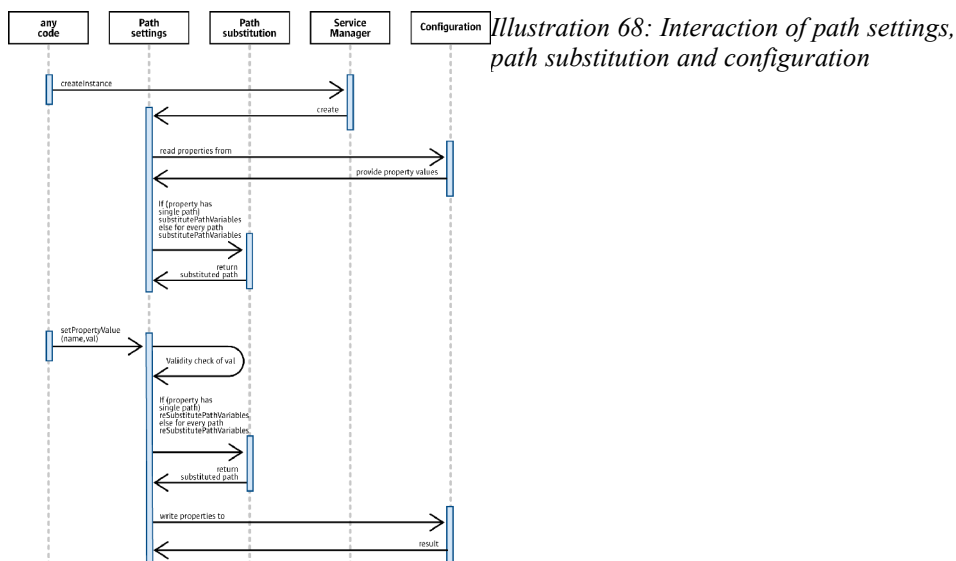 any
code
Path
settings
Path
substitution
Service
Manager
Configuration
Illustration 68: Interaction of path settings,
path substitution and configuration
createInstance
create
read properties from
provide property values
If (property has
single path)
substitutePathVariables
else for every path
substitutePathVariables
return
substituted path
setPropertyValue
(name,val)
Validity check of val
If (property has
single path)
reSubstitutePathVariables
else for every path
reSubstitutePathVariables
return
substituted path
write properties to
result